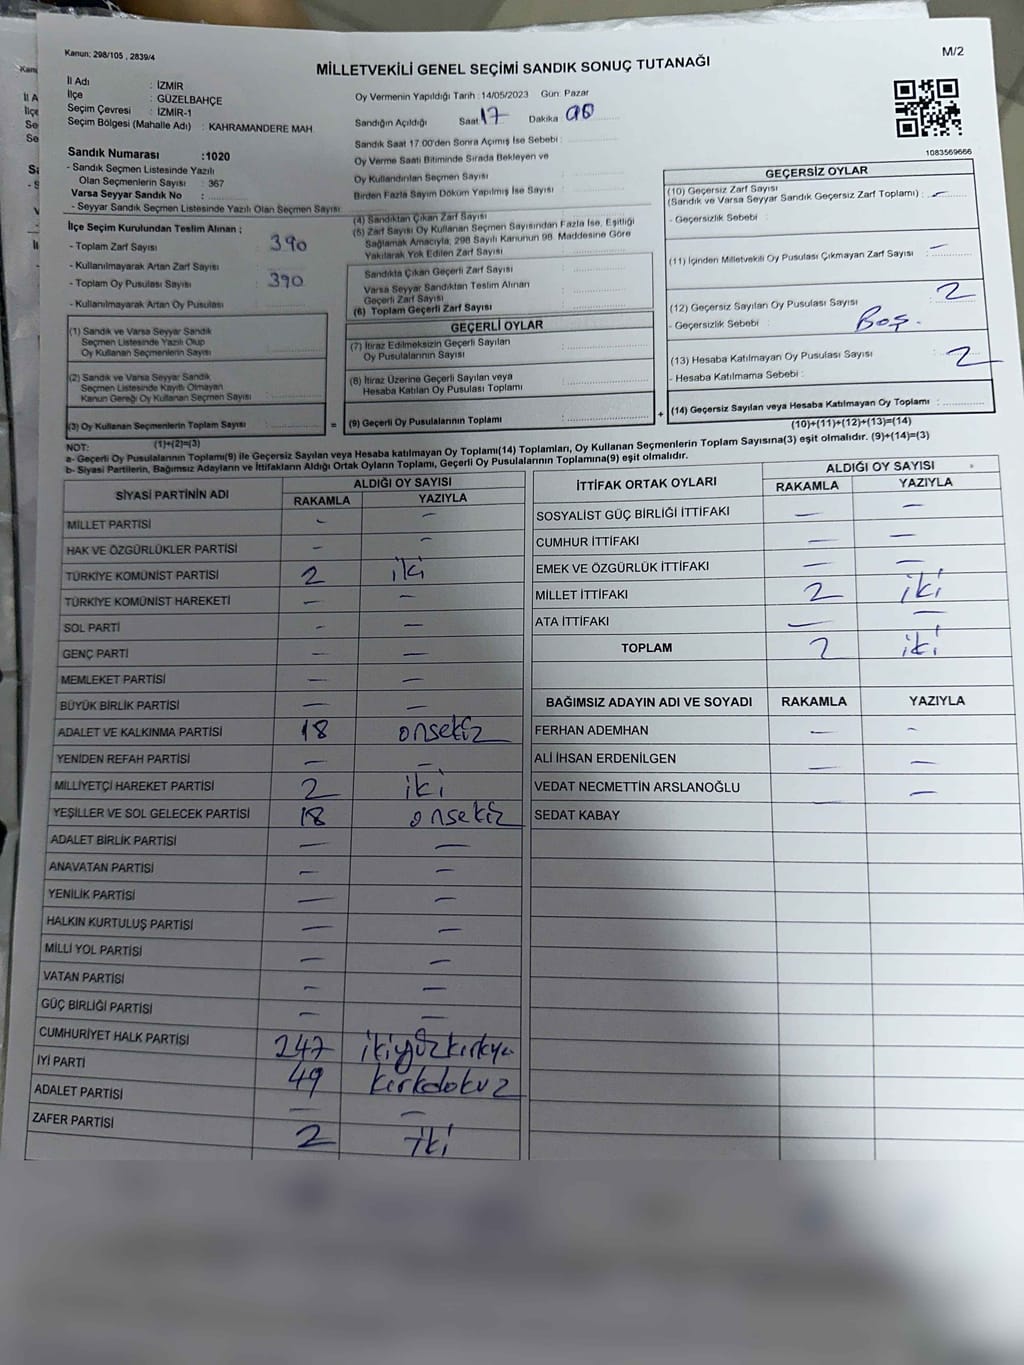 Kanun: 298/105 , 2839/4
M/2
MİLLETVEKİLİ GENEL SEÇİMİ SANDIK SONUÇ TUTANAĞI
İl Adı : İZMİR
İlçe : GÜZELBAHÇE
Seçim Çevresi : İZMİR-1
Seçim Bölgesi (Mahalle Adı) : KAHRAMANDERE MAH.
Oy Vermenin Yapıldığı Tarih : 14/05/2023 Gün: Pazar
Sandığın Açıldığı Saat 17 Dakika
Sandık Saat 17.00'den Sonra Açımış İse Sebebi :
Oy Verme Saati Bitiminde Sırada Bekleyen ve
Oy Kullandırılan Seçmen Sayısı :
Birden Fazla Sayım Döküm Yapılmış İse Sayısı :
1083569666
Sandık Numarası :1020
- Sandık Seçmen Listesinde Yazılı
Olan Seçmenlerin Sayısı : 367
Varsa Seyyar Sandık No :
- Seyyar Sandık Seçmen Listesinde Yazılı Olan Seçmen Sayısı :
İlçe Seçim Kurulundan Teslim Alınan ;
- Toplam Zarf Sayısı : 390
- Kullanılmayarak Artan Zarf Sayısı :
- Toplam Oy Pusulası Sayısı : 390
- Kullanılmayarak Artan Oy Pusulası :
(1) Sandık ve Varsa Seyyar Sandık
Seçmen Listesinde Yazılı Olup
Oy Kullanan Seçmenlerin Sayısı :
(2) Sandık ve Varsa Seyyar Sandık
Seçmen Listesinde Kayıtlı Olmayan
Kanun Gereği Oy Kullanan Seçmen Sayısı :
(3) Oy Kullanan Seçmenlerin Toplam Sayısı :
(1)+(2)=(3)
=
(4) Sandıktan Çıkan Zarf Sayısı :
(5) Zarf Sayısı Oy Kullanan Seçmen Sayısından Fazla İse, Eşitliği
Sağlamak Amacıyla, 298 Sayılı Kanunun 98. Maddesine Göre
Yakılarak Yok Edilen Zarf Sayısı :
Sandıkta Çıkan Geçerli Zarf Sayısı :
Varsa Seyyar Sandıktan Teslim Alınan
Geçerli Zarf Sayısı :
(6) Toplam Geçerli Zarf Sayısı :
GEÇERLİ OYLAR
(7) İtiraz Edilmeksizin Geçerli Sayılan
Oy Pusulalarının Sayısı :
(8) İtiraz Üzerine Geçerli Sayılan veya
Hesaba Katılan Oy Pusulası Toplamı :
(9) Geçerli Oy Pusulalarının Toplamı :
+
GEÇERSİZ OYLAR
(10) Geçersiz Zarf Sayısı
(Sandık ve Varsa Seyyar Sandık Geçersiz Zarf Toplamı) : -
- Geçersizlik Sebebi :
(11) İçinden Milletvekili Oy Pusulası Çıkmayan Zarf Sayısı : -
(12) Geçersiz Sayılan Oy Pusulası Sayısı : 2
- Geçersizlik Sebebi : Boş.
(13) Hesaba Katılmayan Oy Pusulası Sayısı : 2
- Hesaba Katılmama Sebebi :
(14) Geçersiz Sayılan veya Hesaba Katılmayan Oy Toplamı :
(10)+(11)+(12)+(13)=(14)
NOT:
a- Geçerli Oy Pusulalarının Toplamı(9) ile Geçersiz Sayılan veya Hesaba katılmayan Oy Toplamı(14) Toplamları, Oy Kullanan Seçmenlerin Toplam Sayısına(3) eşit olmalıdır. (9)+(14)=(3)
b- Siyasi Partilerin, Bağımsız Adayların ve İttifakların Aldığı Ortak Oyların Toplamı, Geçerli Oy Pusulalarının Toplamına(9) eşit olmalıdır.
SİYASİ PARTİNİN ADI ALDIĞI OY SAYISI
RAKAMLA YAZIYLA
MİLLET PARTİSİ - -
HAK VE ÖZGÜRLÜKLER PARTİSİ - -
TÜRKİYE KOMÜNİST PARTİSİ 2 iki
TÜRKİYE KOMÜNİST HAREKETİ - -
SOL PARTİ - -
GENÇ PARTİ - -
MEMLEKET PARTİSİ - -
BÜYÜK BİRLİK PARTİSİ - -
ADALET VE KALKINMA PARTİSİ 18 onsekiz
YENİDEN REFAH PARTİSİ - -
MİLLİYETÇİ HAREKET PARTİSİ 2 iki
YEŞİLLER VE SOL GELECEK PARTİSİ 18 onsekiz
ADALET BİRLİK PARTİSİ - -
ANAVATAN PARTİSİ - -
YENİLİK PARTİSİ - -
HALKIN KURTULUŞ PARTİSİ - -
MİLLİ YOL PARTİSİ - -
VATAN PARTİSİ - -
GÜÇ BİRLİĞİ PARTİSİ - -
CUMHURİYET HALK PARTİSİ 247
İYİ PARTİ 49 kırkdokuz
ADALET PARTİSİ - -
ZAFER PARTİSİ 2 iki
İTTİFAK ORTAK OYLARI ALDIĞI OY SAYISI
RAKAMLA YAZIYLA
SOSYALİST GÜÇ BİRLİĞİ İTTİFAKI - -
CUMHUR İTTİFAKI - -
EMEK VE ÖZGÜRLÜK İTTİFAKI - -
MİLLET İTTİFAKI 2 iki
ATA İTTİFAKI - -
TOPLAM 2 iki
BAĞIMSIZ ADAYIN ADI VE SOYADI RAKAMLA YAZIYLA
FERHAN ADEMHAN - -
ALİ İHSAN ERDENİLGEN - -
VEDAT NECMETTİN ARSLANOĞLU - -
SEDAT KABAY